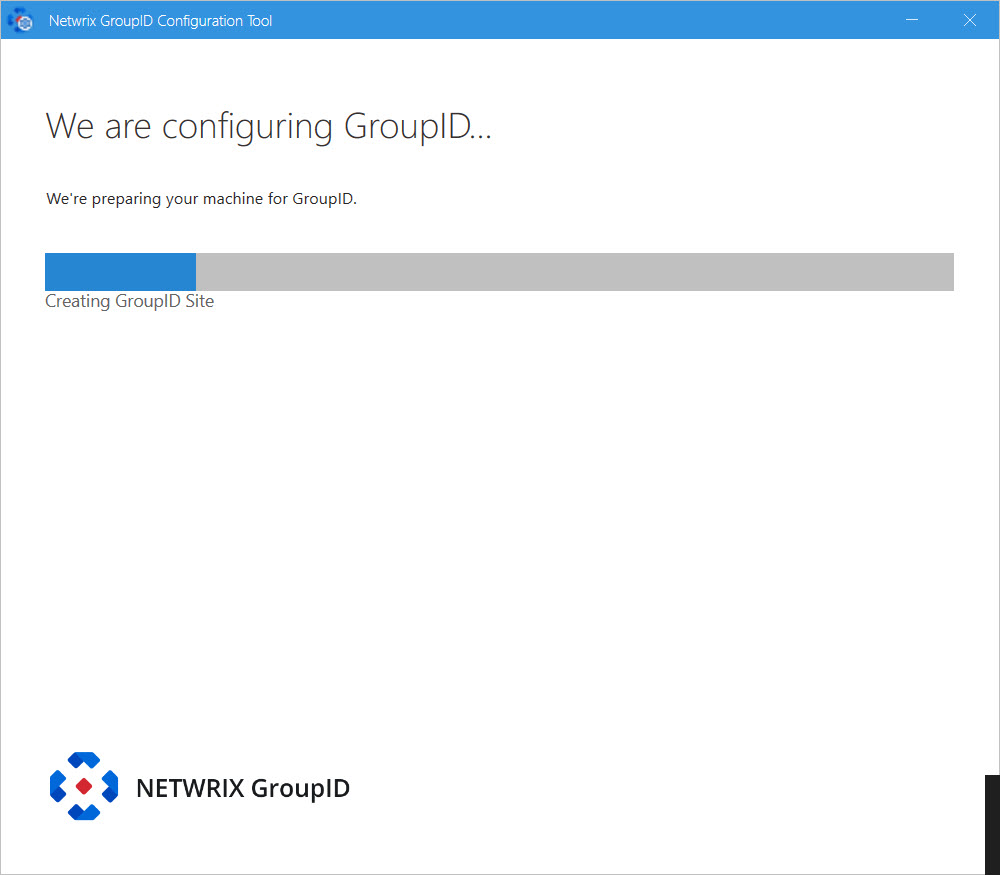 Netwrix GroupID Configuration Tool
We are configuring GroupID...
We're preparing your machine for GroupID.
Creating GroupID Site
NETWRIX GroupID